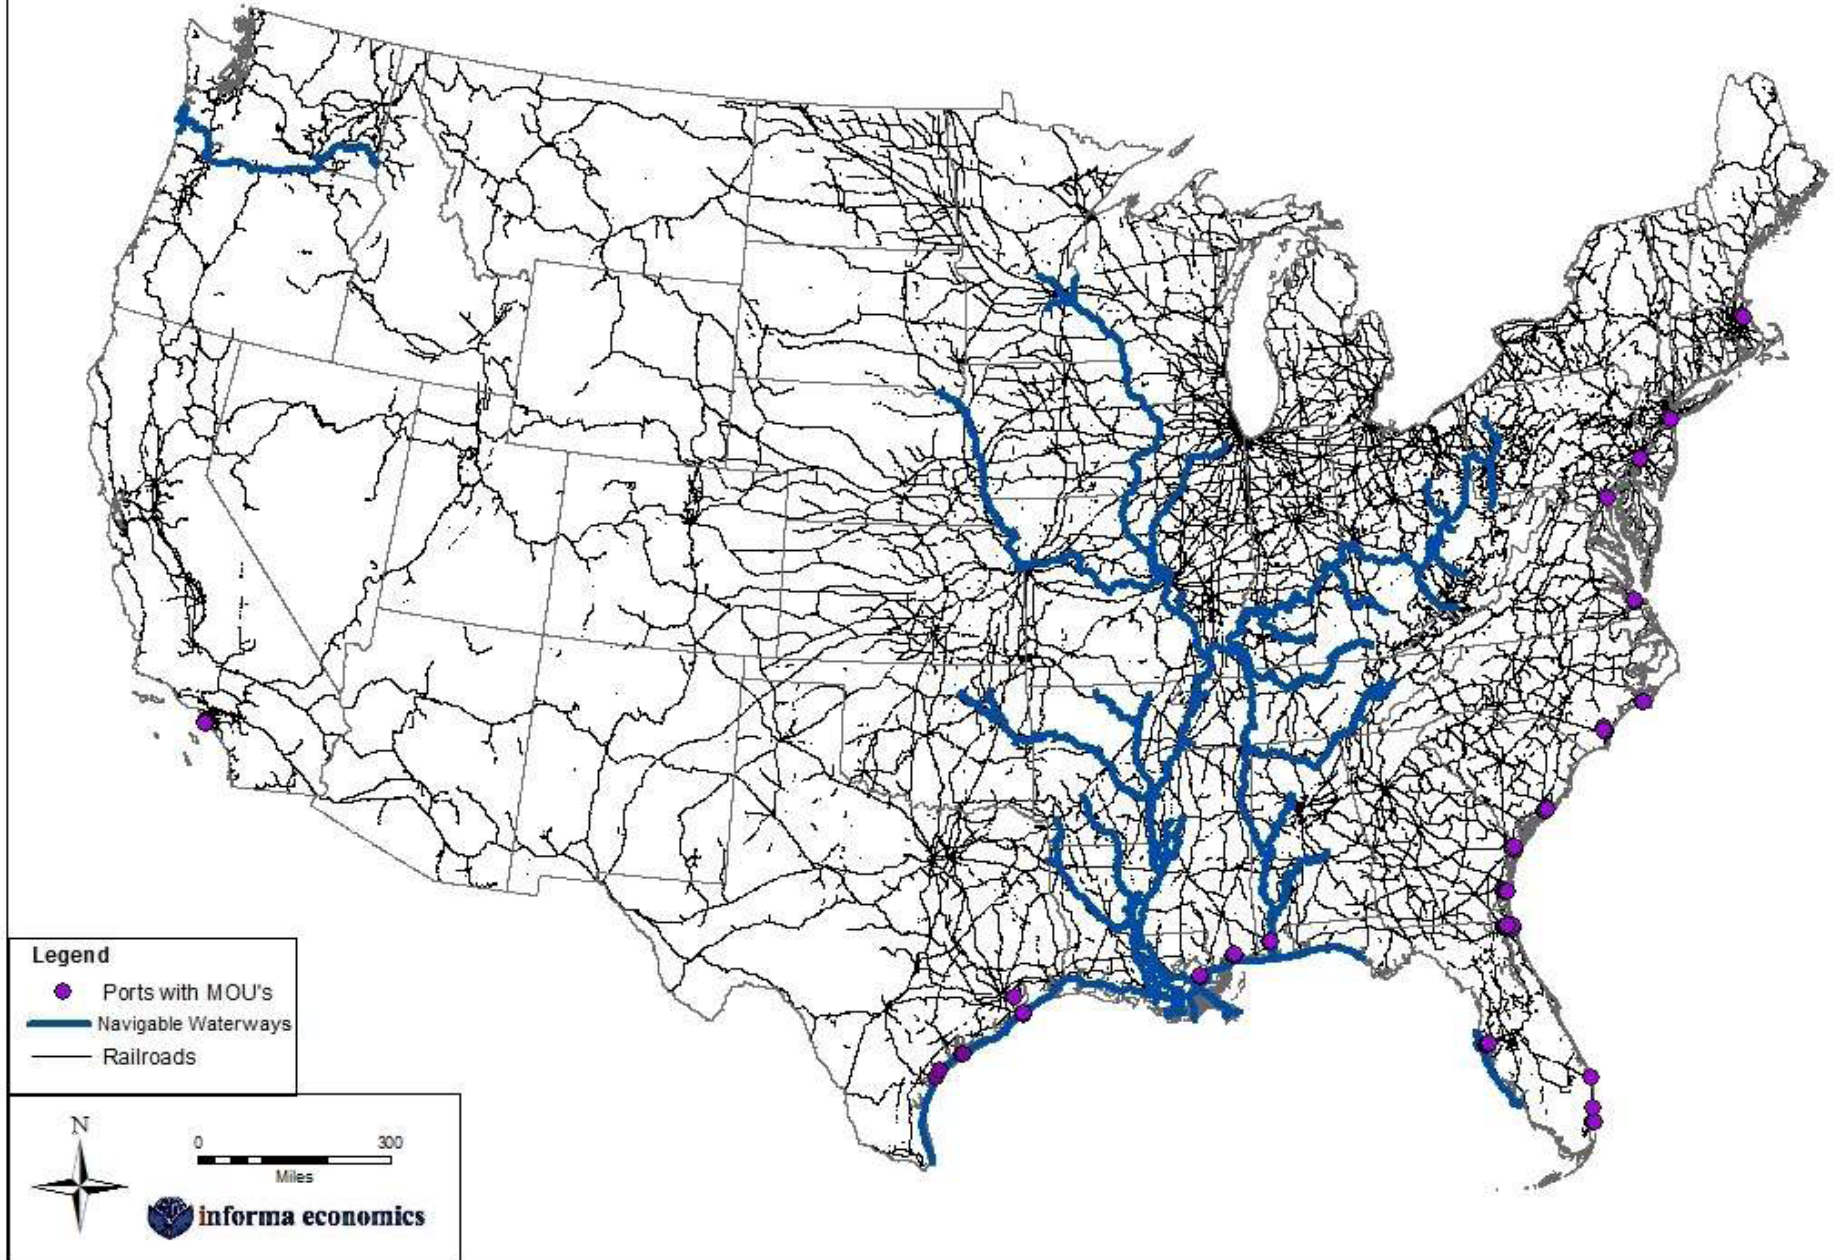 Legend
Ports with MOU's
Navigable Waterways
Railroads
N
0 300
Miles
informa economics